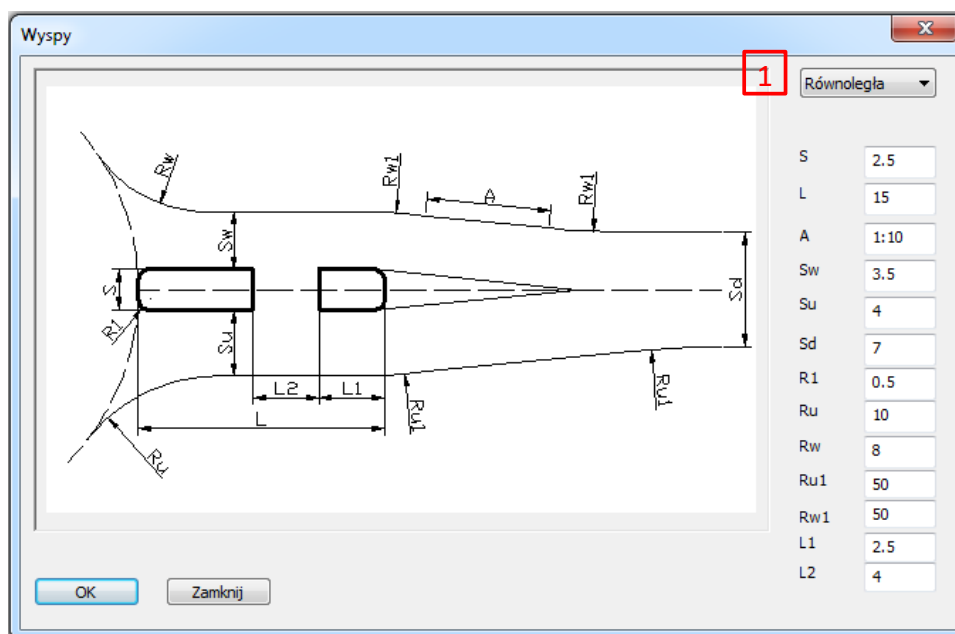 Wyspy
1
Równoległa
Rw
Rw1
A
Rw1
Sw
S
Sd
R1
Su
L2
L1
L
Ru1
Ru1
Ru
S 2.5
L 15
A 1:10
Sw 3.5
Su 4
Sd 7
R1 0.5
Ru 10
Rw 8
Ru1 50
Rw1 50
L1 2.5
L2 4
OK Zamknij